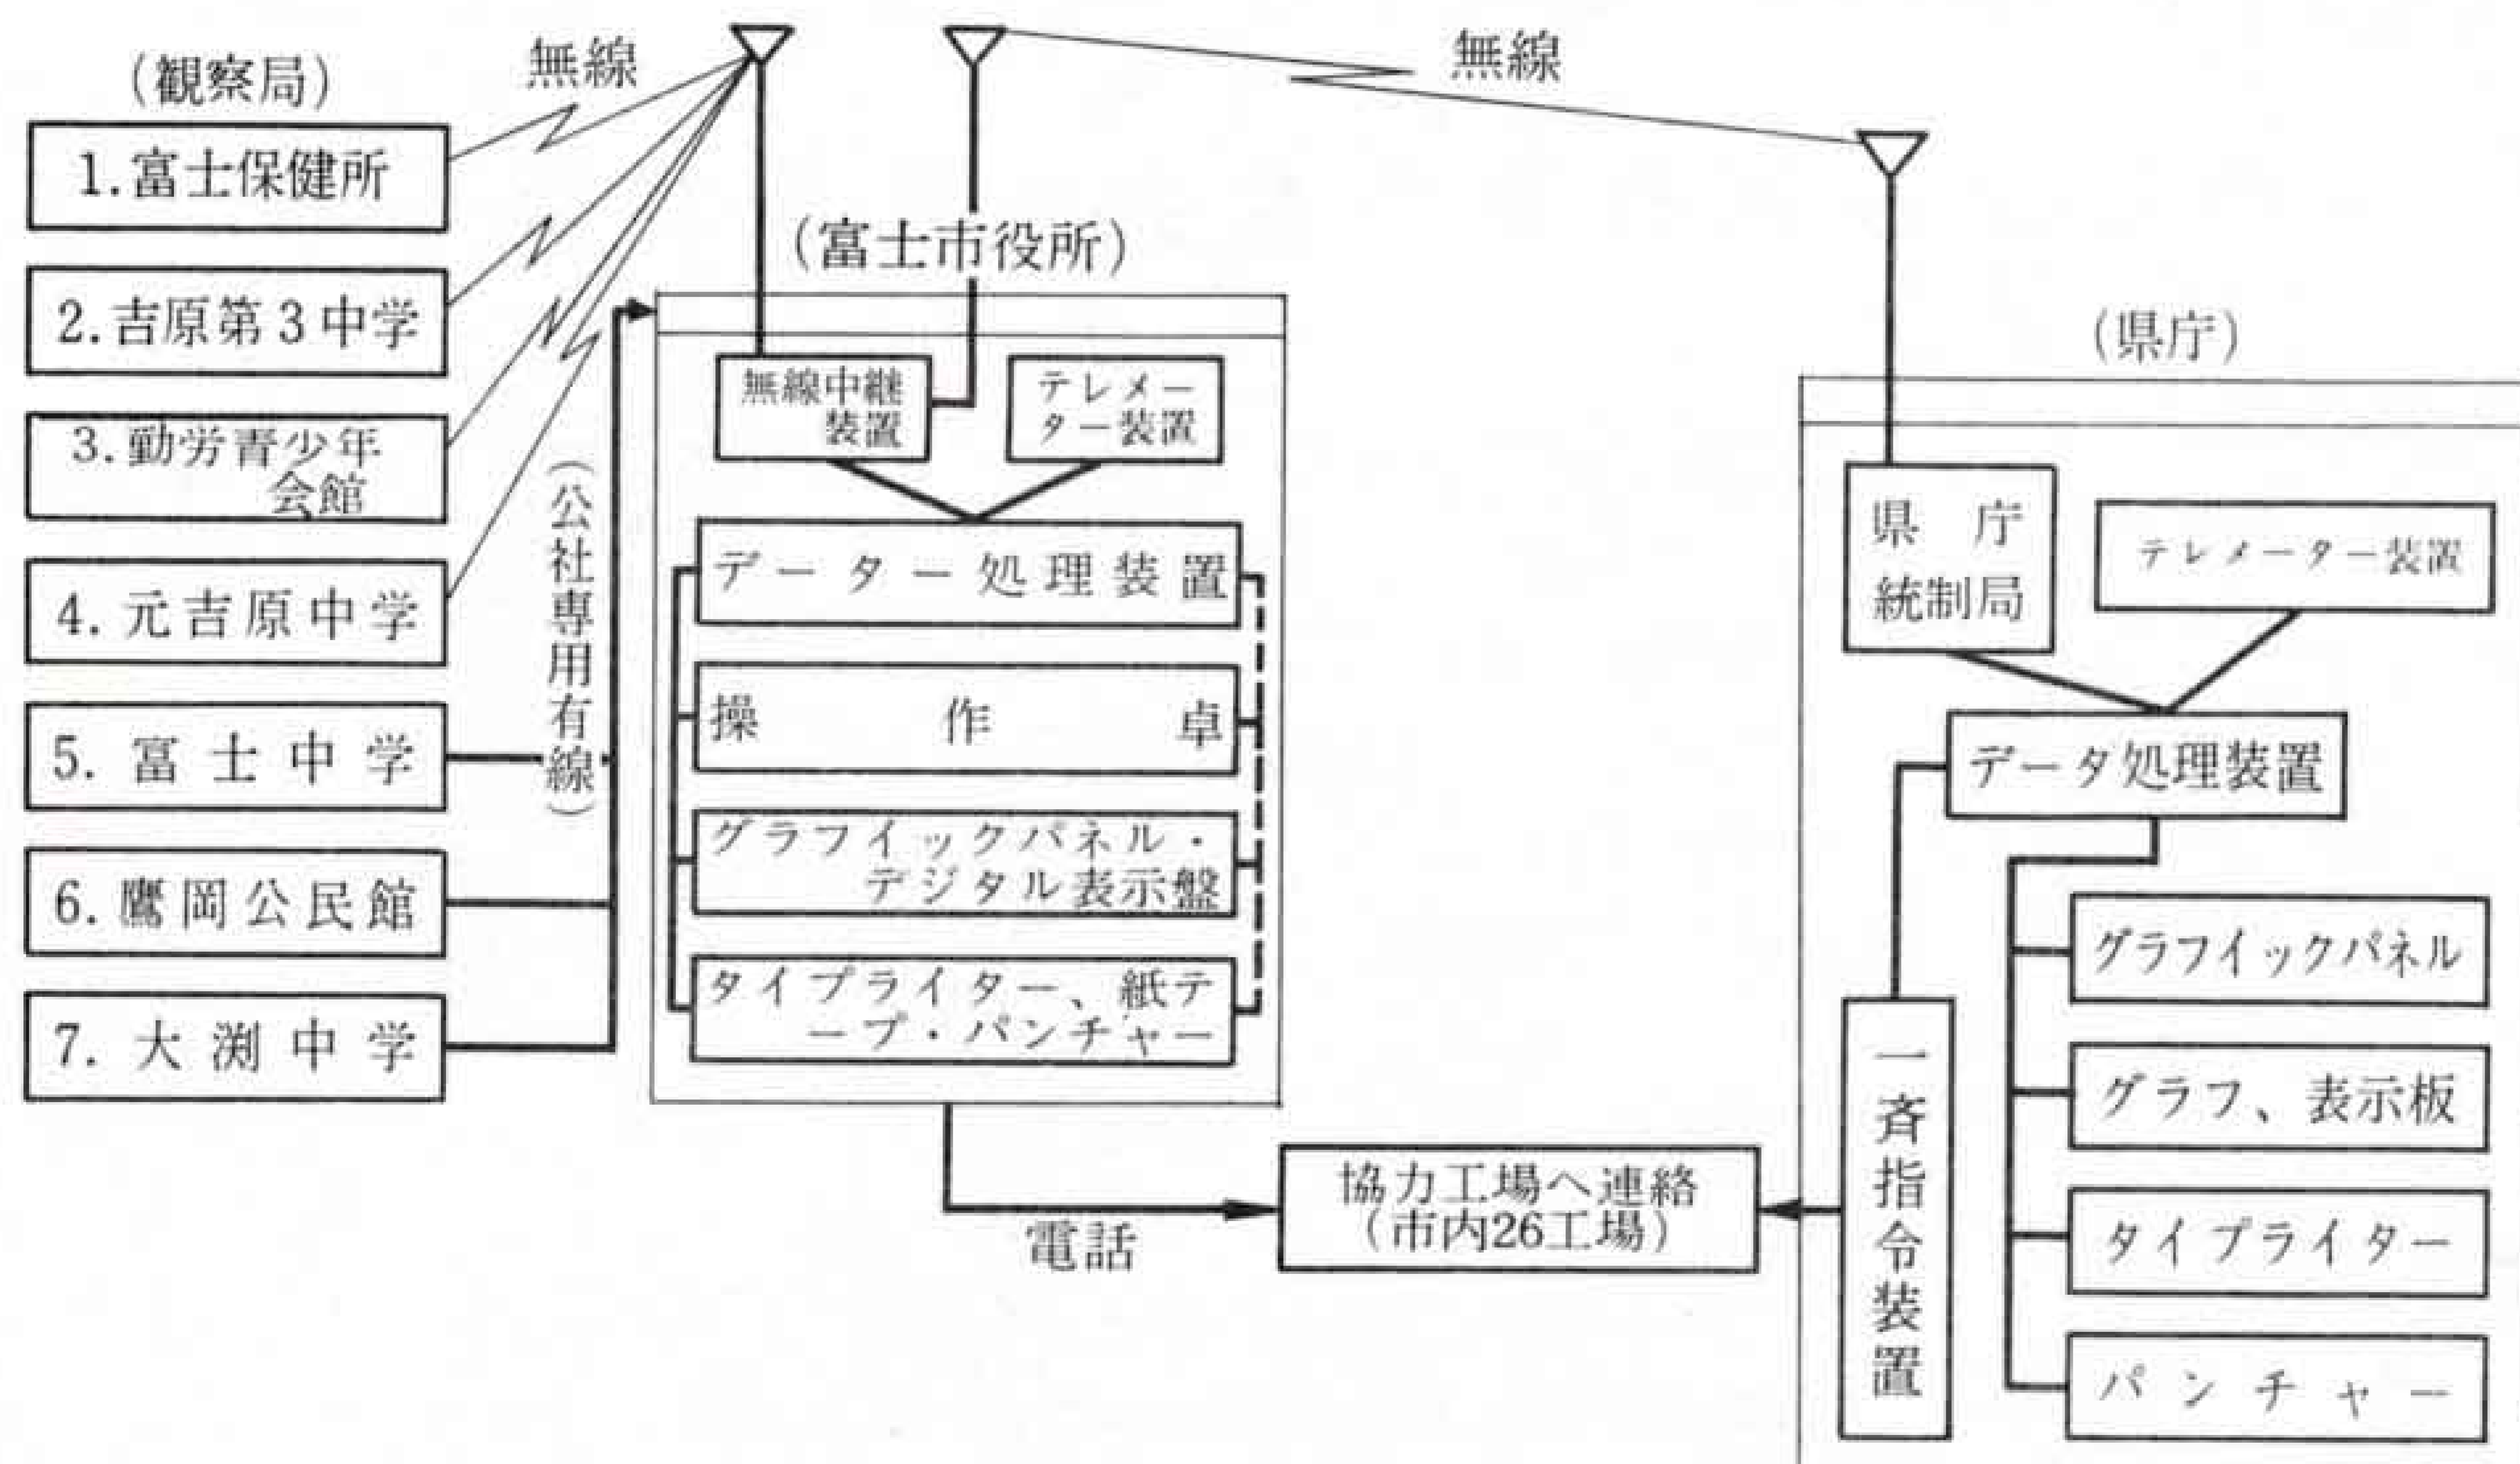 (観察局)
無線
1.富士保健所
2.吉原第3中学
3.勤労青少年
会館
4.元吉原中学
5.富士中学
6.鷹岡公民館
7.大渕中学
(公社専用有線)
無線
(富士市役所)
無線中継
装置
テレメー
ター装置
データー処理装置
操作卓
グラフイックパネル・
デジタル表示盤
タイプライター、紙テ
ープ・パンチャー
電話
協力工場へ連絡
(市内26工場)
(県庁)
県庁
統制局
テレメーター装置
データ処理装置
一斉指令装置
グラフイックパネル
グラフ、表示板
タイプライター
パンチャー